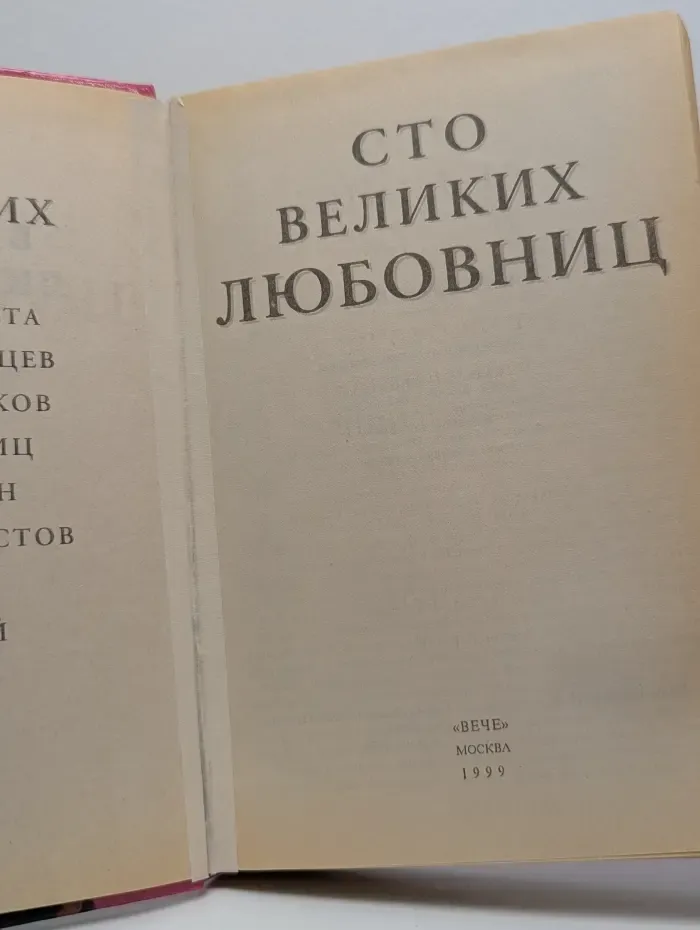 ИХ
ТА
ЦЕВ
КОВ
ИЦ
Н
СТОВ
Й
СТО
ВЕЛИКИХ
ЛЮБОВНИЦ
«ВЕЧЕ»
МОСКВА
1999